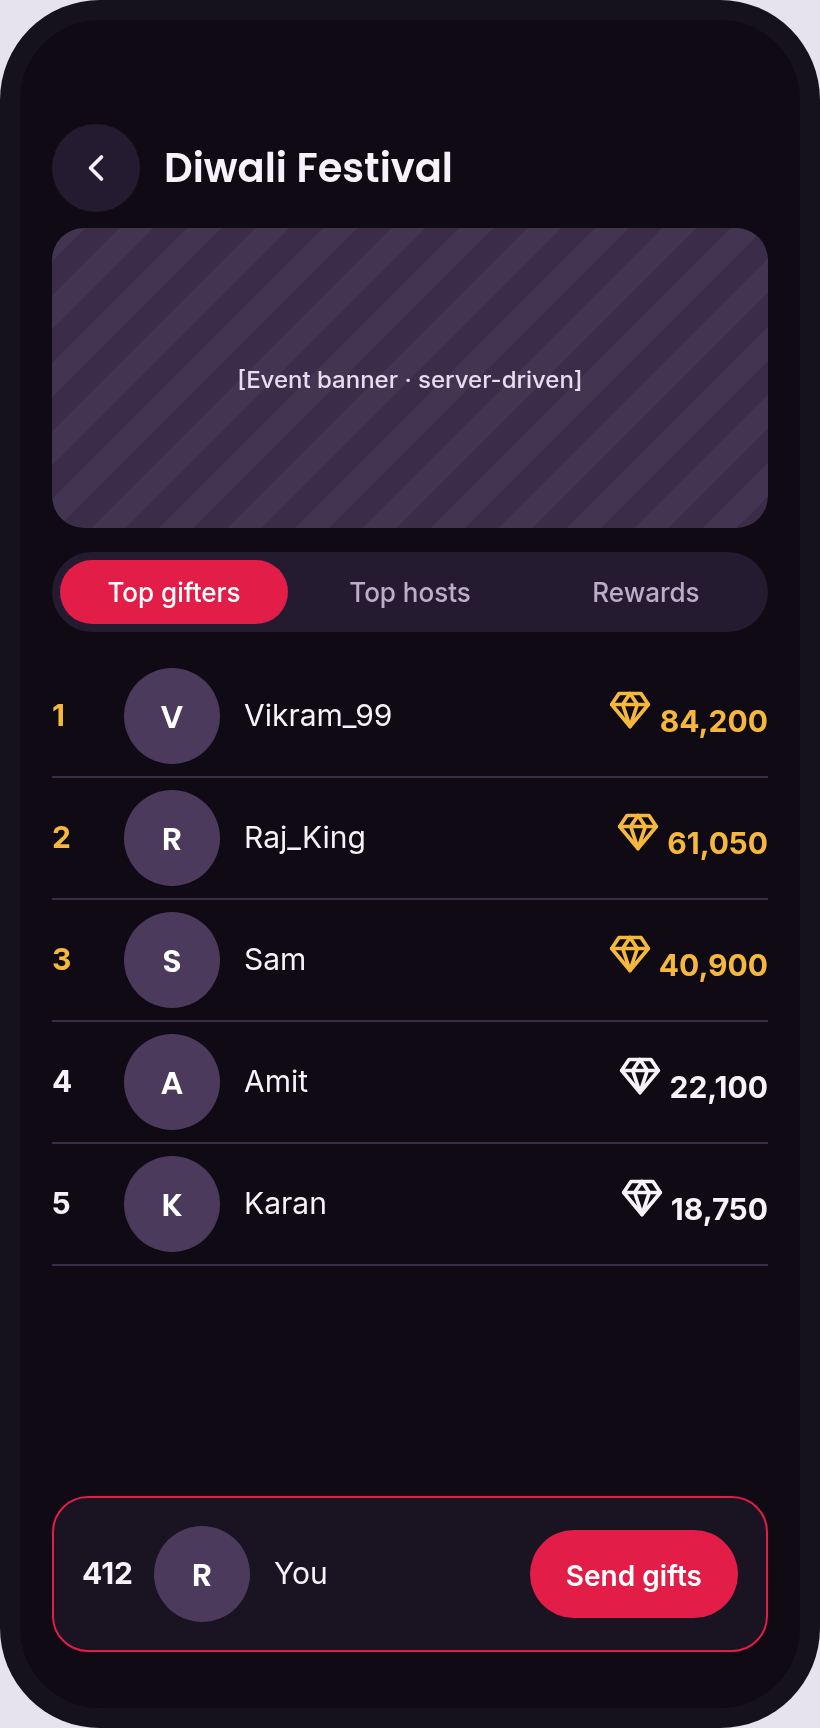 Diwali Festival
[Event banner · server-driven]
Top gifters Top hosts Rewards
1 V Vikram_99 84,200
2 R Raj_King 61,050
3 S Sam 40,900
4 A Amit 22,100
5 K Karan 18,750
412 R You Send gifts